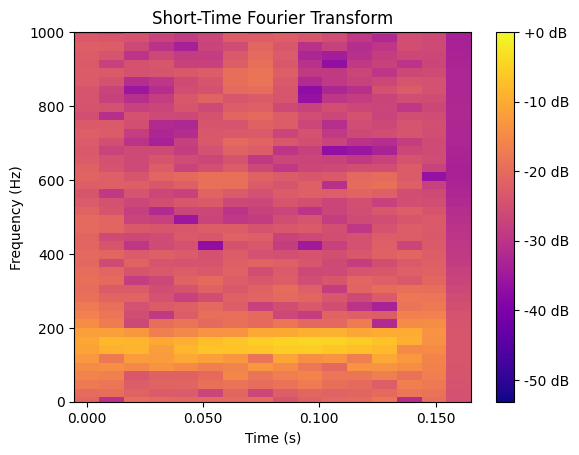 Short-Time Fourier Transform
Frequency (Hz)
1000
800
600
400
200
0
0.000
0.050
0.100
0.150
Time (s)
+0 dB
-10 dB
-20 dB
-30 dB
-40 dB
-50 dB